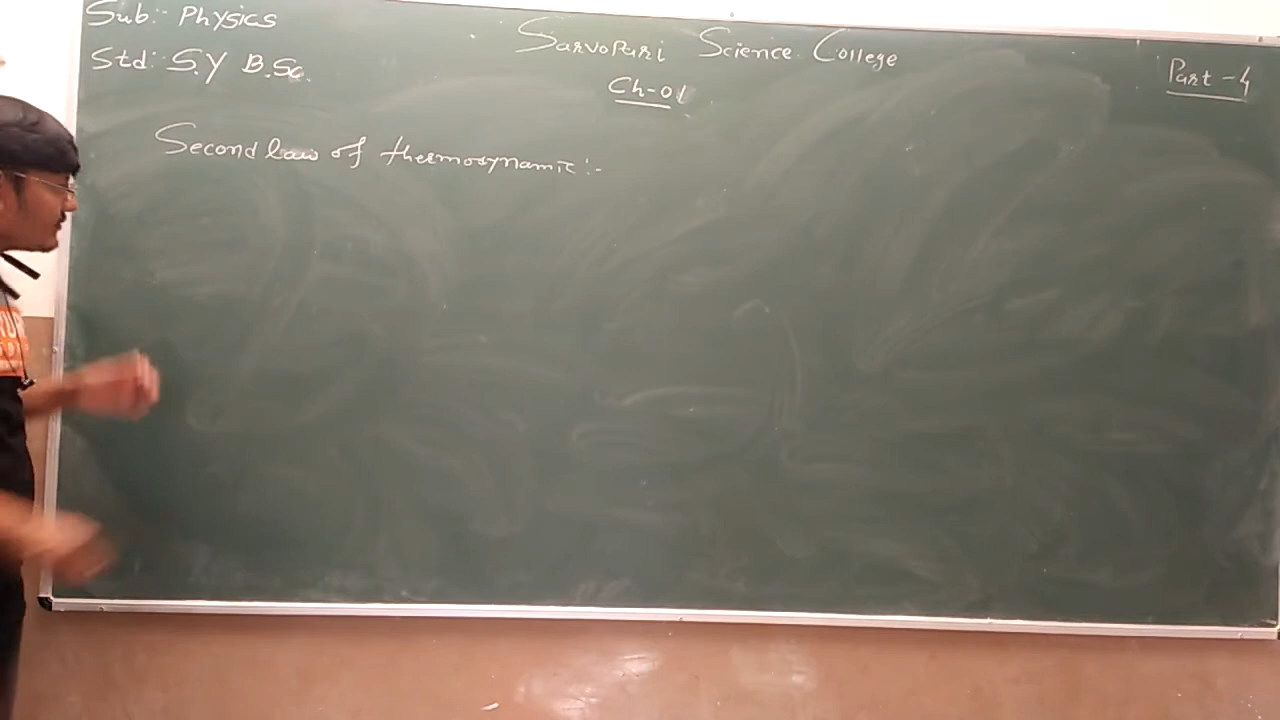 Sub:- Physics
Std:- S.Y B.Sc.
Sarvopari Science College
Ch-01
Part-4
Second law of thermodynamic:-